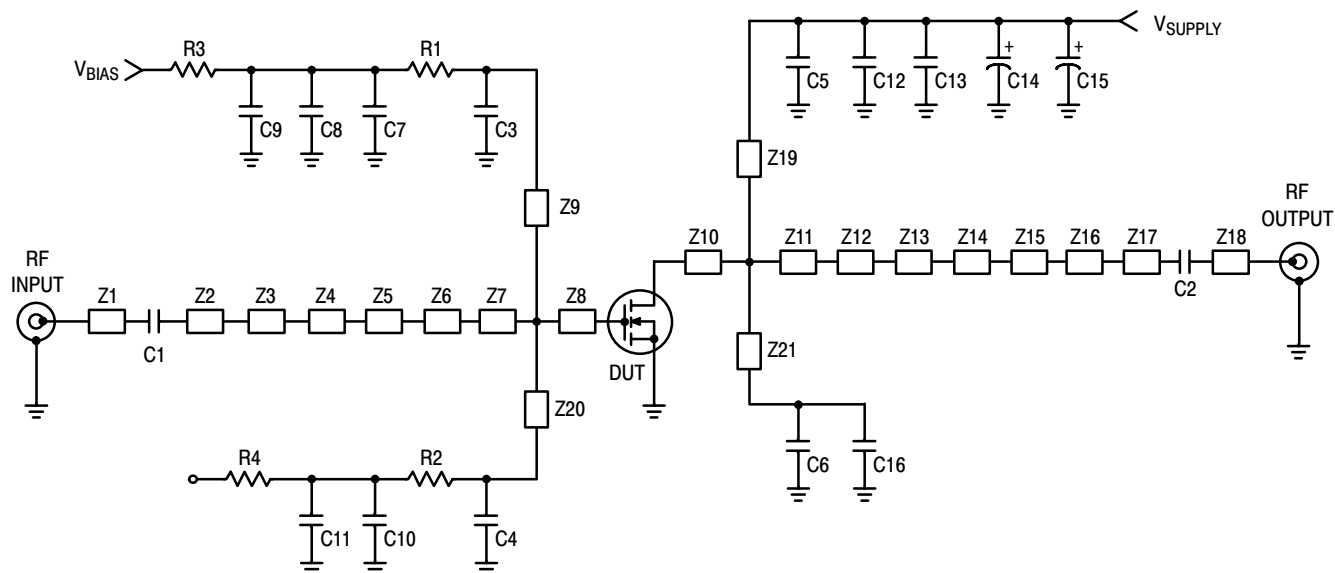 V_SUPPLY
R3
R1
V_BIAS
+
+
C5
C12
C13
C14
C15
C9
C8
C7
C3
Z19
Z9
RF
OUTPUT
Z10
Z11
Z12
Z13
Z14
Z15
Z16
Z17
Z18
RF
INPUT
C2
Z1
Z2
Z3
Z4
Z5
Z6
Z7
Z8
C1
Z21
DUT
Z20
R4
R2
C6
C16
C11
C10
C4